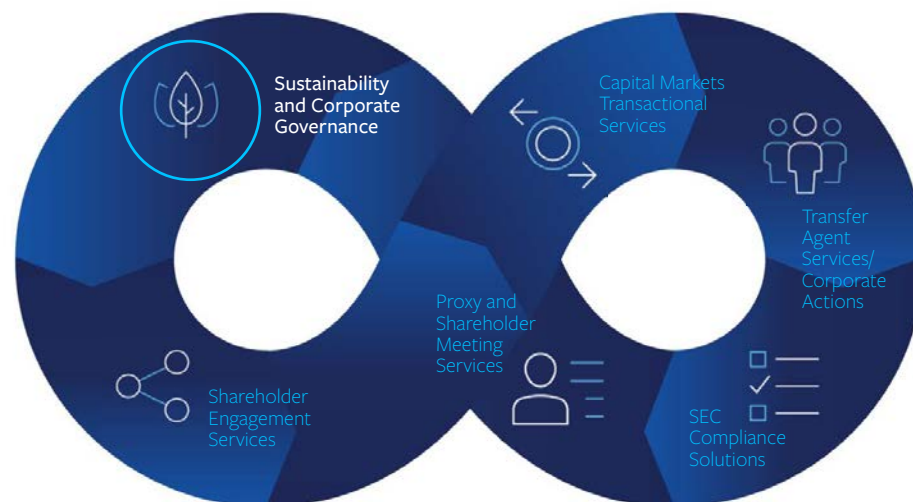 Sustainability
and Corporate
Governance
Capital Markets
Transactional
Services
Transfer
Agent
Services/
Corporate
Actions
Proxy and
Shareholder
Meeting
Services
Shareholder
Engagement
Services
SEC
Compliance
Solutions